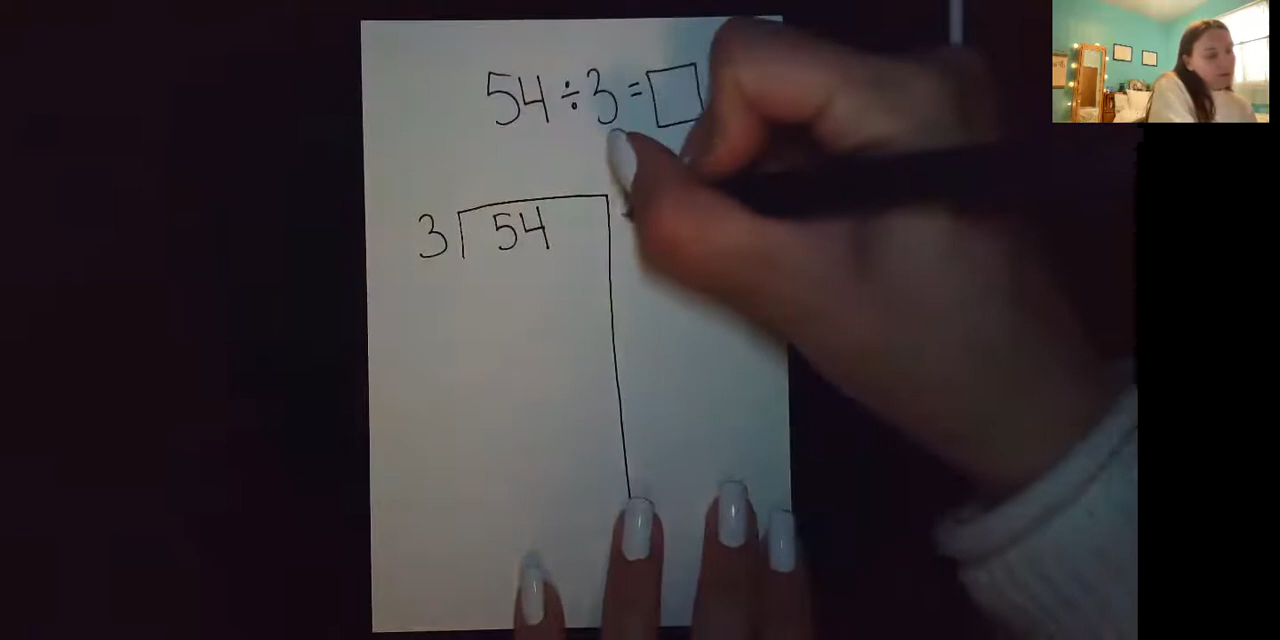 54 ÷ 3 = □
3 54